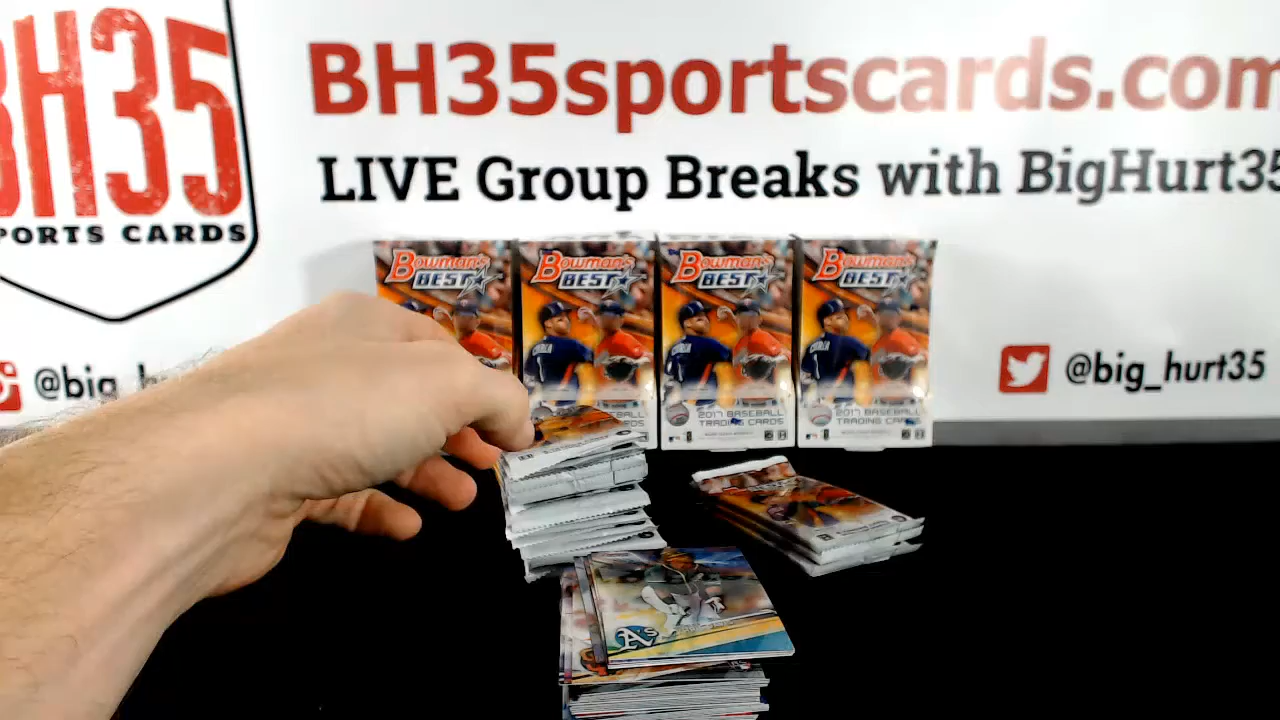 BH35
PORTS CARDS
BH35sportscards.com
LIVE Group Breaks with BigHurt35
@big_h
@big_hurt35
Bowman's
BEST
Bowman's
BEST
Bowman's
BEST
Bowman's
BEST
2017 BASEBALL
TRADING CARDS
2017 BASEBALL
TRADING CARDS
A's